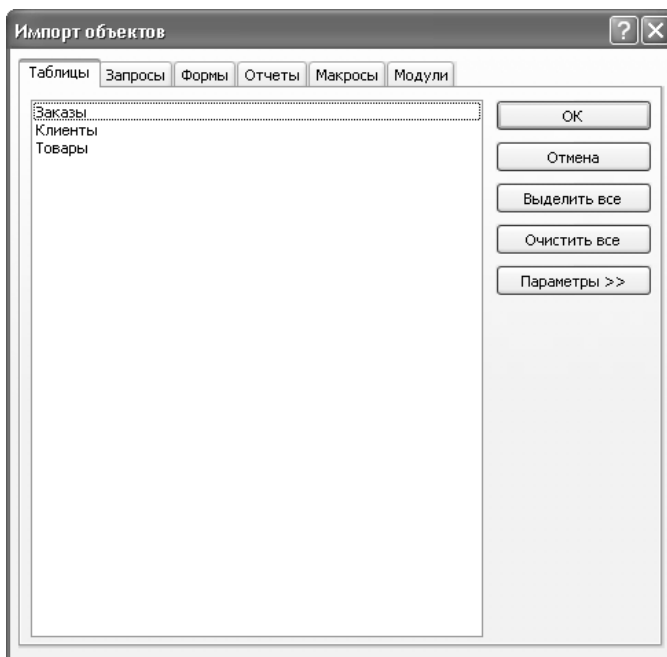 Импорт объектов
Таблицы Запросы Формы Отчеты Макросы Модули
Заказы
Клиенты
Товары
ОК
Отмена
Выделить все
Очистить все
Параметры >>